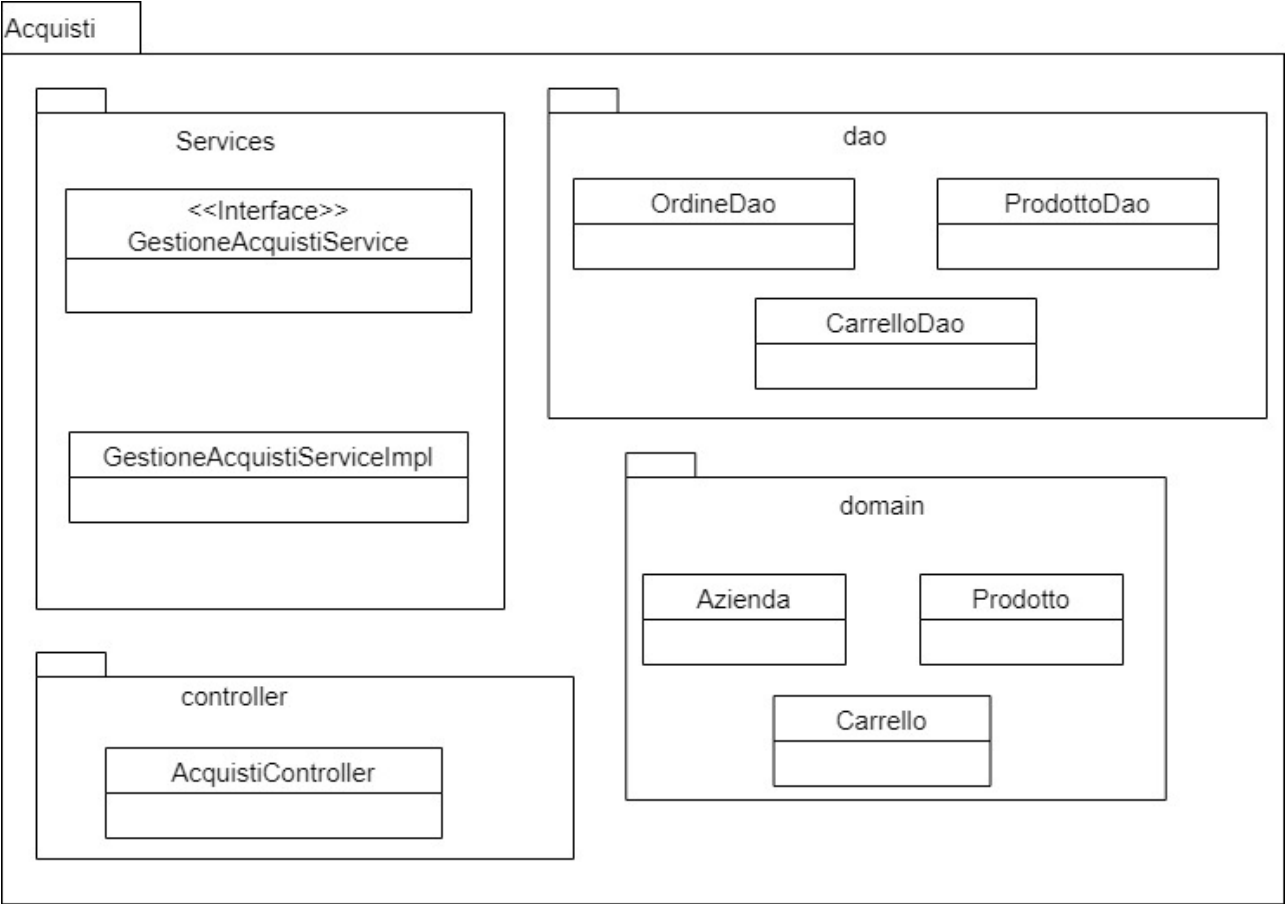 Acquisti
Services
<<Interface>>
GestioneAcquistiService
GestioneAcquistiServiceImpl
dao
OrdineDao
ProdottoDao
CarrelloDao
domain
Azienda
Prodotto
Carrello
controller
AcquistiController